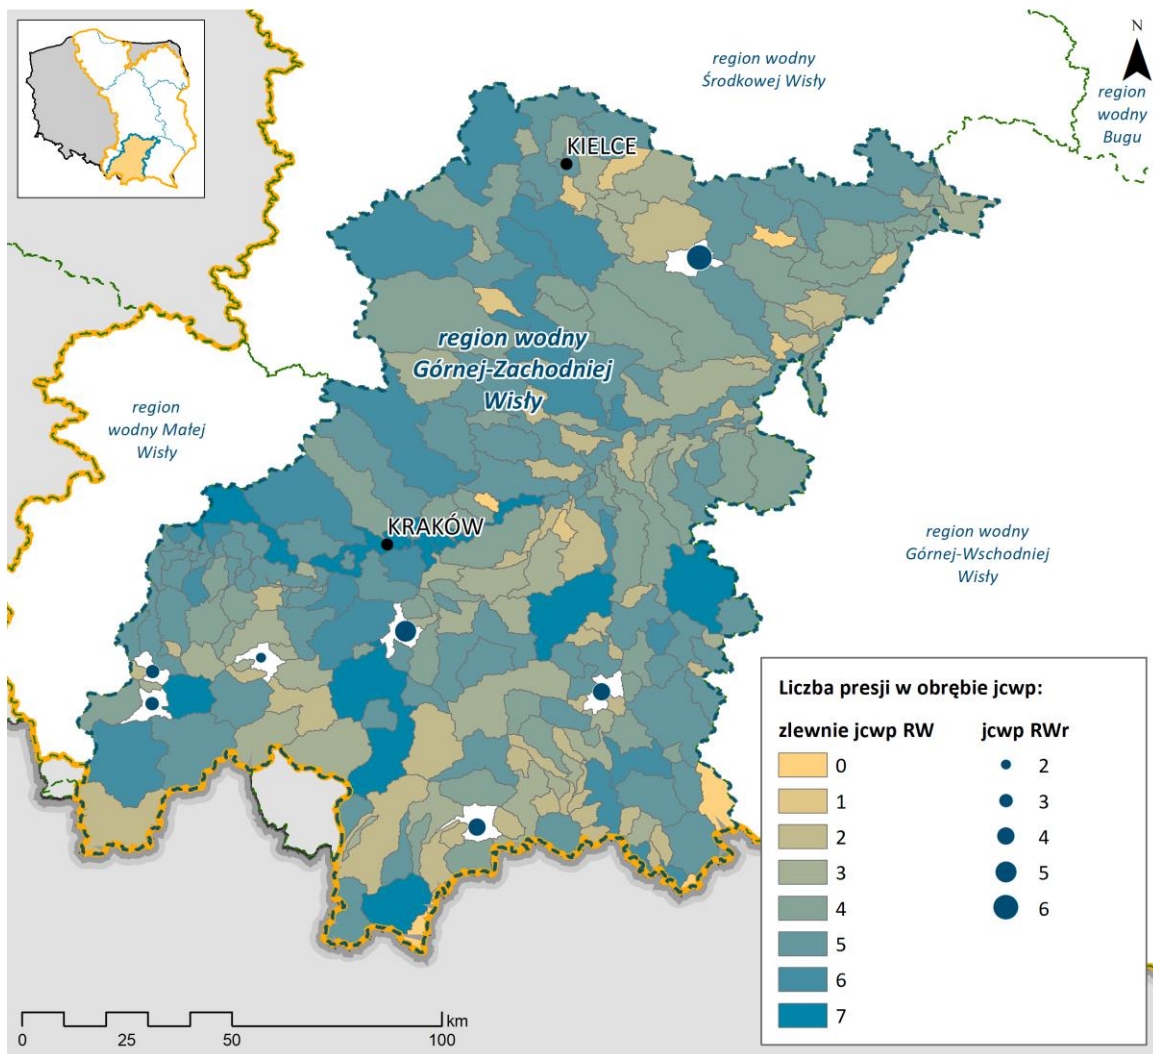 region wodny
Środkowej Wisły
N
region
wodny
Bugu
KIELCE
region wodny
Górnej-Zachodniej
Wisły
region
wodny Małej
Wisły
KRAKÓW
region wodny
Górnej-Wschodniej
Wisły
Liczba presji w obrębie jcwp:
zlewnie jcwp RW
0
1
2
3
4
5
6
7
jcwp RWr
2
3
4
5
6
km
0
25
50
100